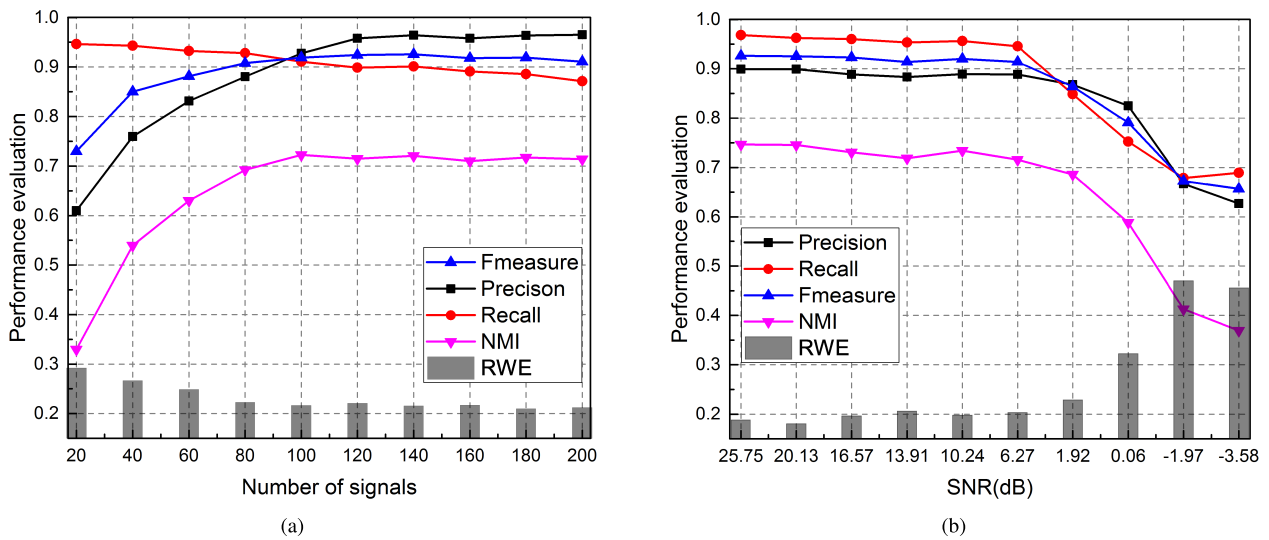 1.0
0.9
0.8
0.7
0.6
0.5
0.4
0.3
0.2
Performance evaluation
Fmeasure
Precison
Recall
NMI
RWE
20 40 60 80 100 120 140 160 180 200
Number of signals
(a)
1.0
0.9
0.8
0.7
0.6
0.5
0.4
0.3
0.2
Performance evaluation
Precision
Recall
Fmeasure
NMI
RWE
25.75 20.13 16.57 13.91 10.24 6.27 1.92 0.06 -1.97 -3.58
SNR(dB)
(b)